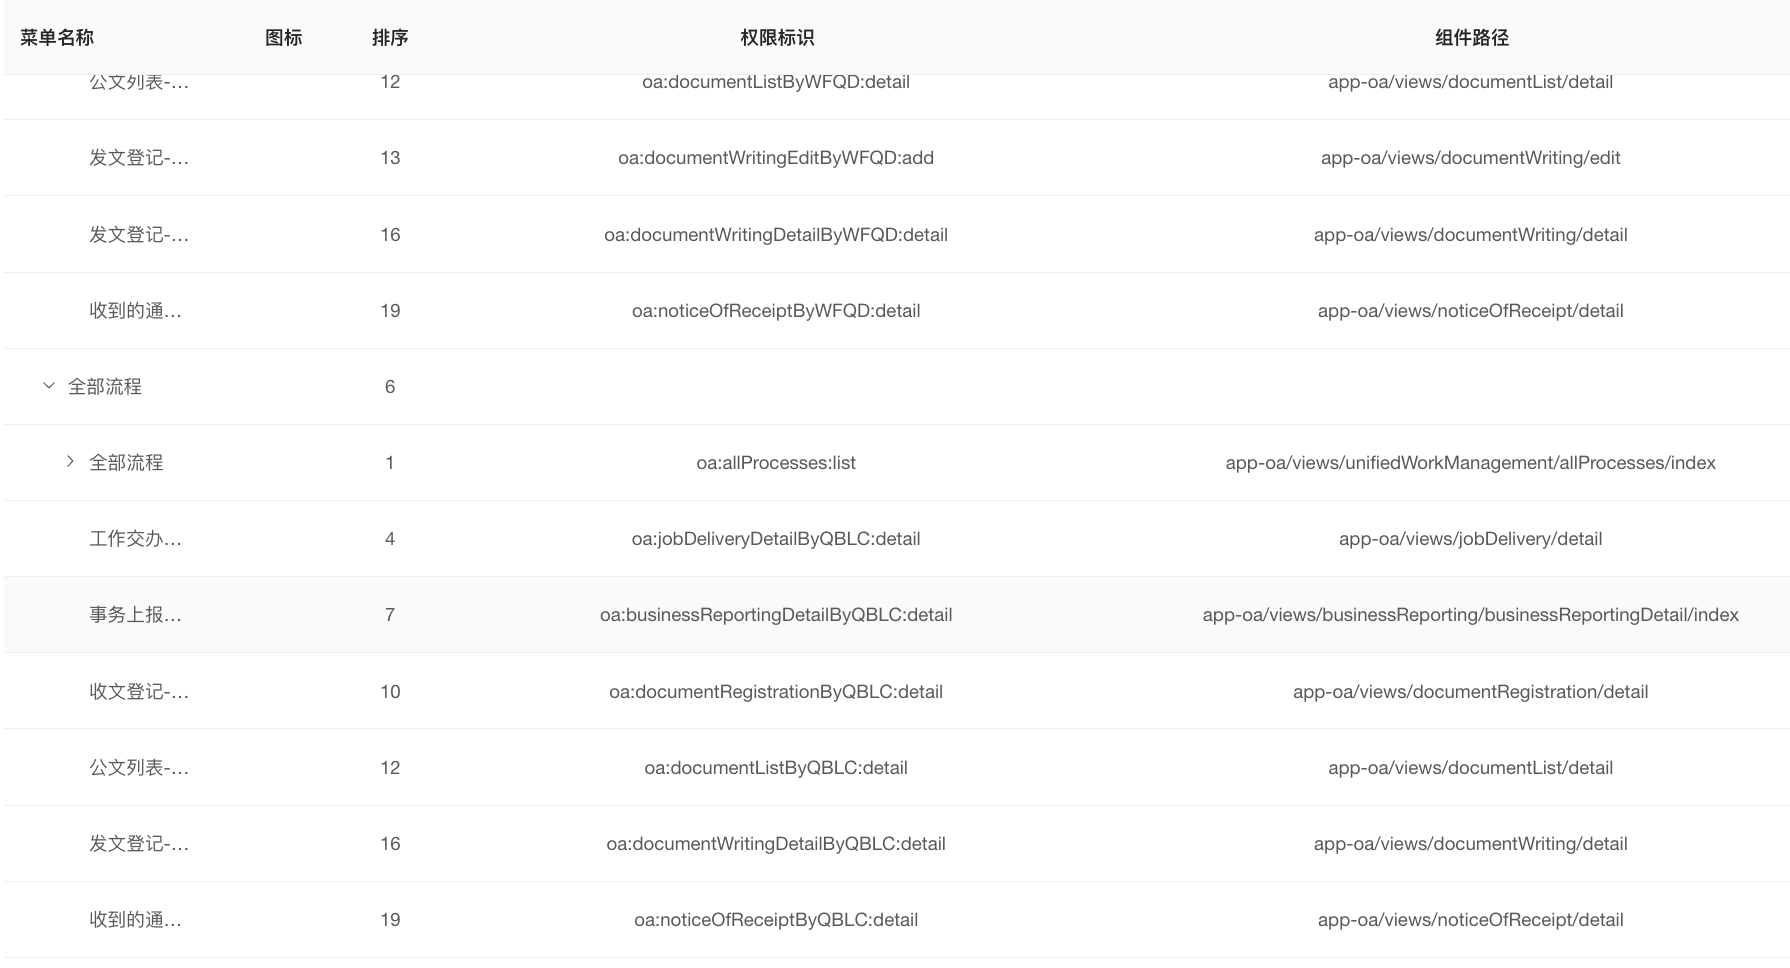 菜单名称 图标 排序 权限标识 组件路径
公文列表-... 12 oa:documentListByWFQD:detail app-oa/views/documentList/detail
发文登记-... 13 oa:documentWritingEditByWFQD:add app-oa/views/documentWriting/edit
发文登记-... 16 oa:documentWritingDetailByWFQD:detail app-oa/views/documentWriting/detail
收到的通... 19 oa:noticeOfReceiptByWFQD:detail app-oa/views/noticeOfReceipt/detail
全部流程 6
全部流程 1 oa:allProcesses:list app-oa/views/unifiedWorkManagement/allProcesses/index
工作交办... 4 oa:jobDeliveryDetailByQBLC:detail app-oa/views/jobDelivery/detail
事务上报... 7 oa:businessReportingDetailByQBLC:detail app-oa/views/businessReporting/businessReportingDetail/index
收文登记-... 10 oa:documentRegistrationByQBLC:detail app-oa/views/documentRegistration/detail
公文列表-... 12 oa:documentListByQBLC:detail app-oa/views/documentList/detail
发文登记-... 16 oa:documentWritingDetailByQBLC:detail app-oa/views/documentWriting/detail
收到的通... 19 oa:noticeOfReceiptByQBLC:detail app-oa/views/noticeOfReceipt/detail